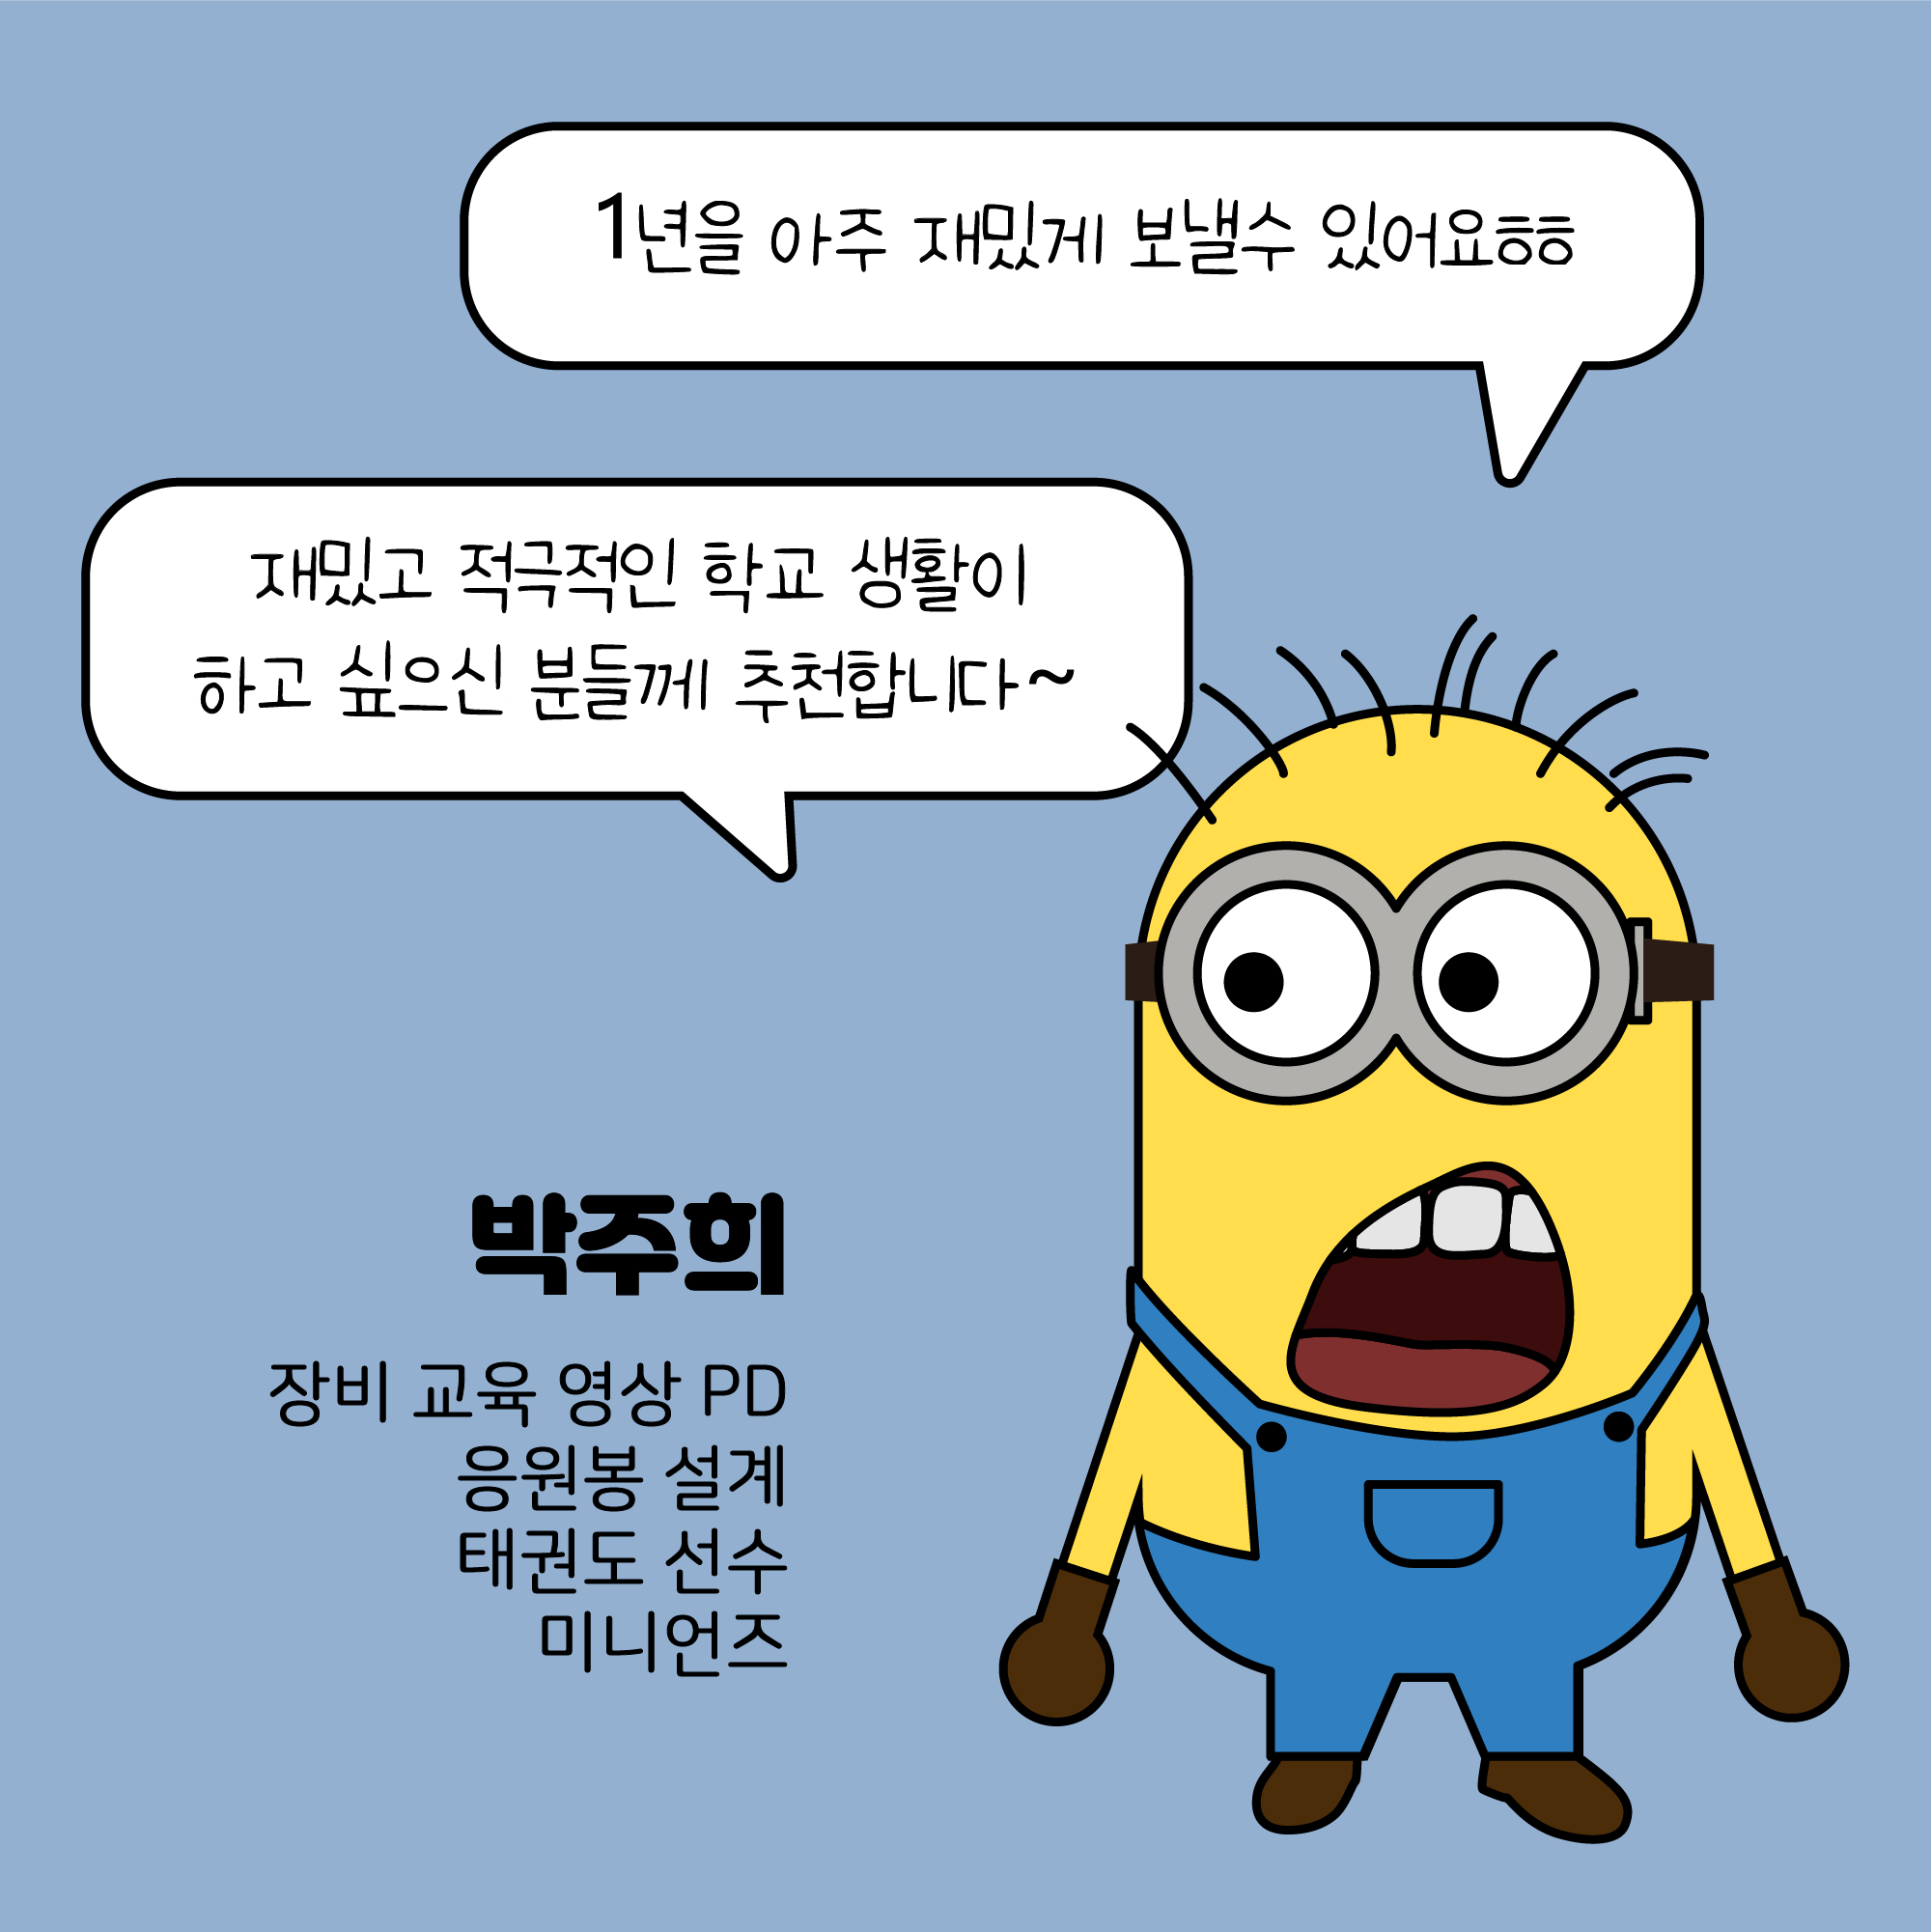 1년을 아주 재밌게 보낼수 있어요흥흥
재밌고 적극적인 학교 생활이
하고 싶으신 분들께 추천합니다~
박주희
장비 교육 영상 PD
응원봉 설계
태권도 선수
미니언즈